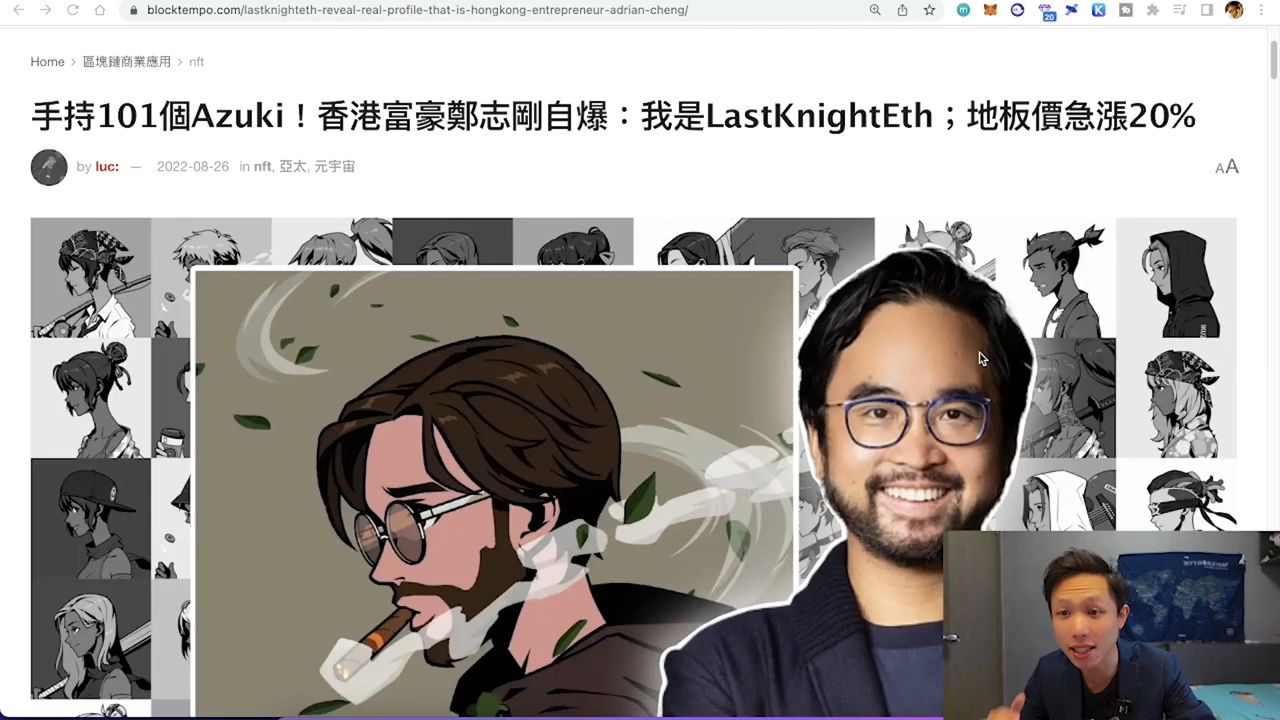 blocktempo.com/lastknighteth-reveal-real-profile-that-is-hongkong-entrepreneur-adrian-cheng/
20
Home > 區塊鏈商業應用 > nft
手持101個Azuki！香港富豪鄭志剛自爆：我是LastKnightEth；地板價急漲20%
by luc: — 2022-08-26 in nft, 亞太, 元宇宙
AA